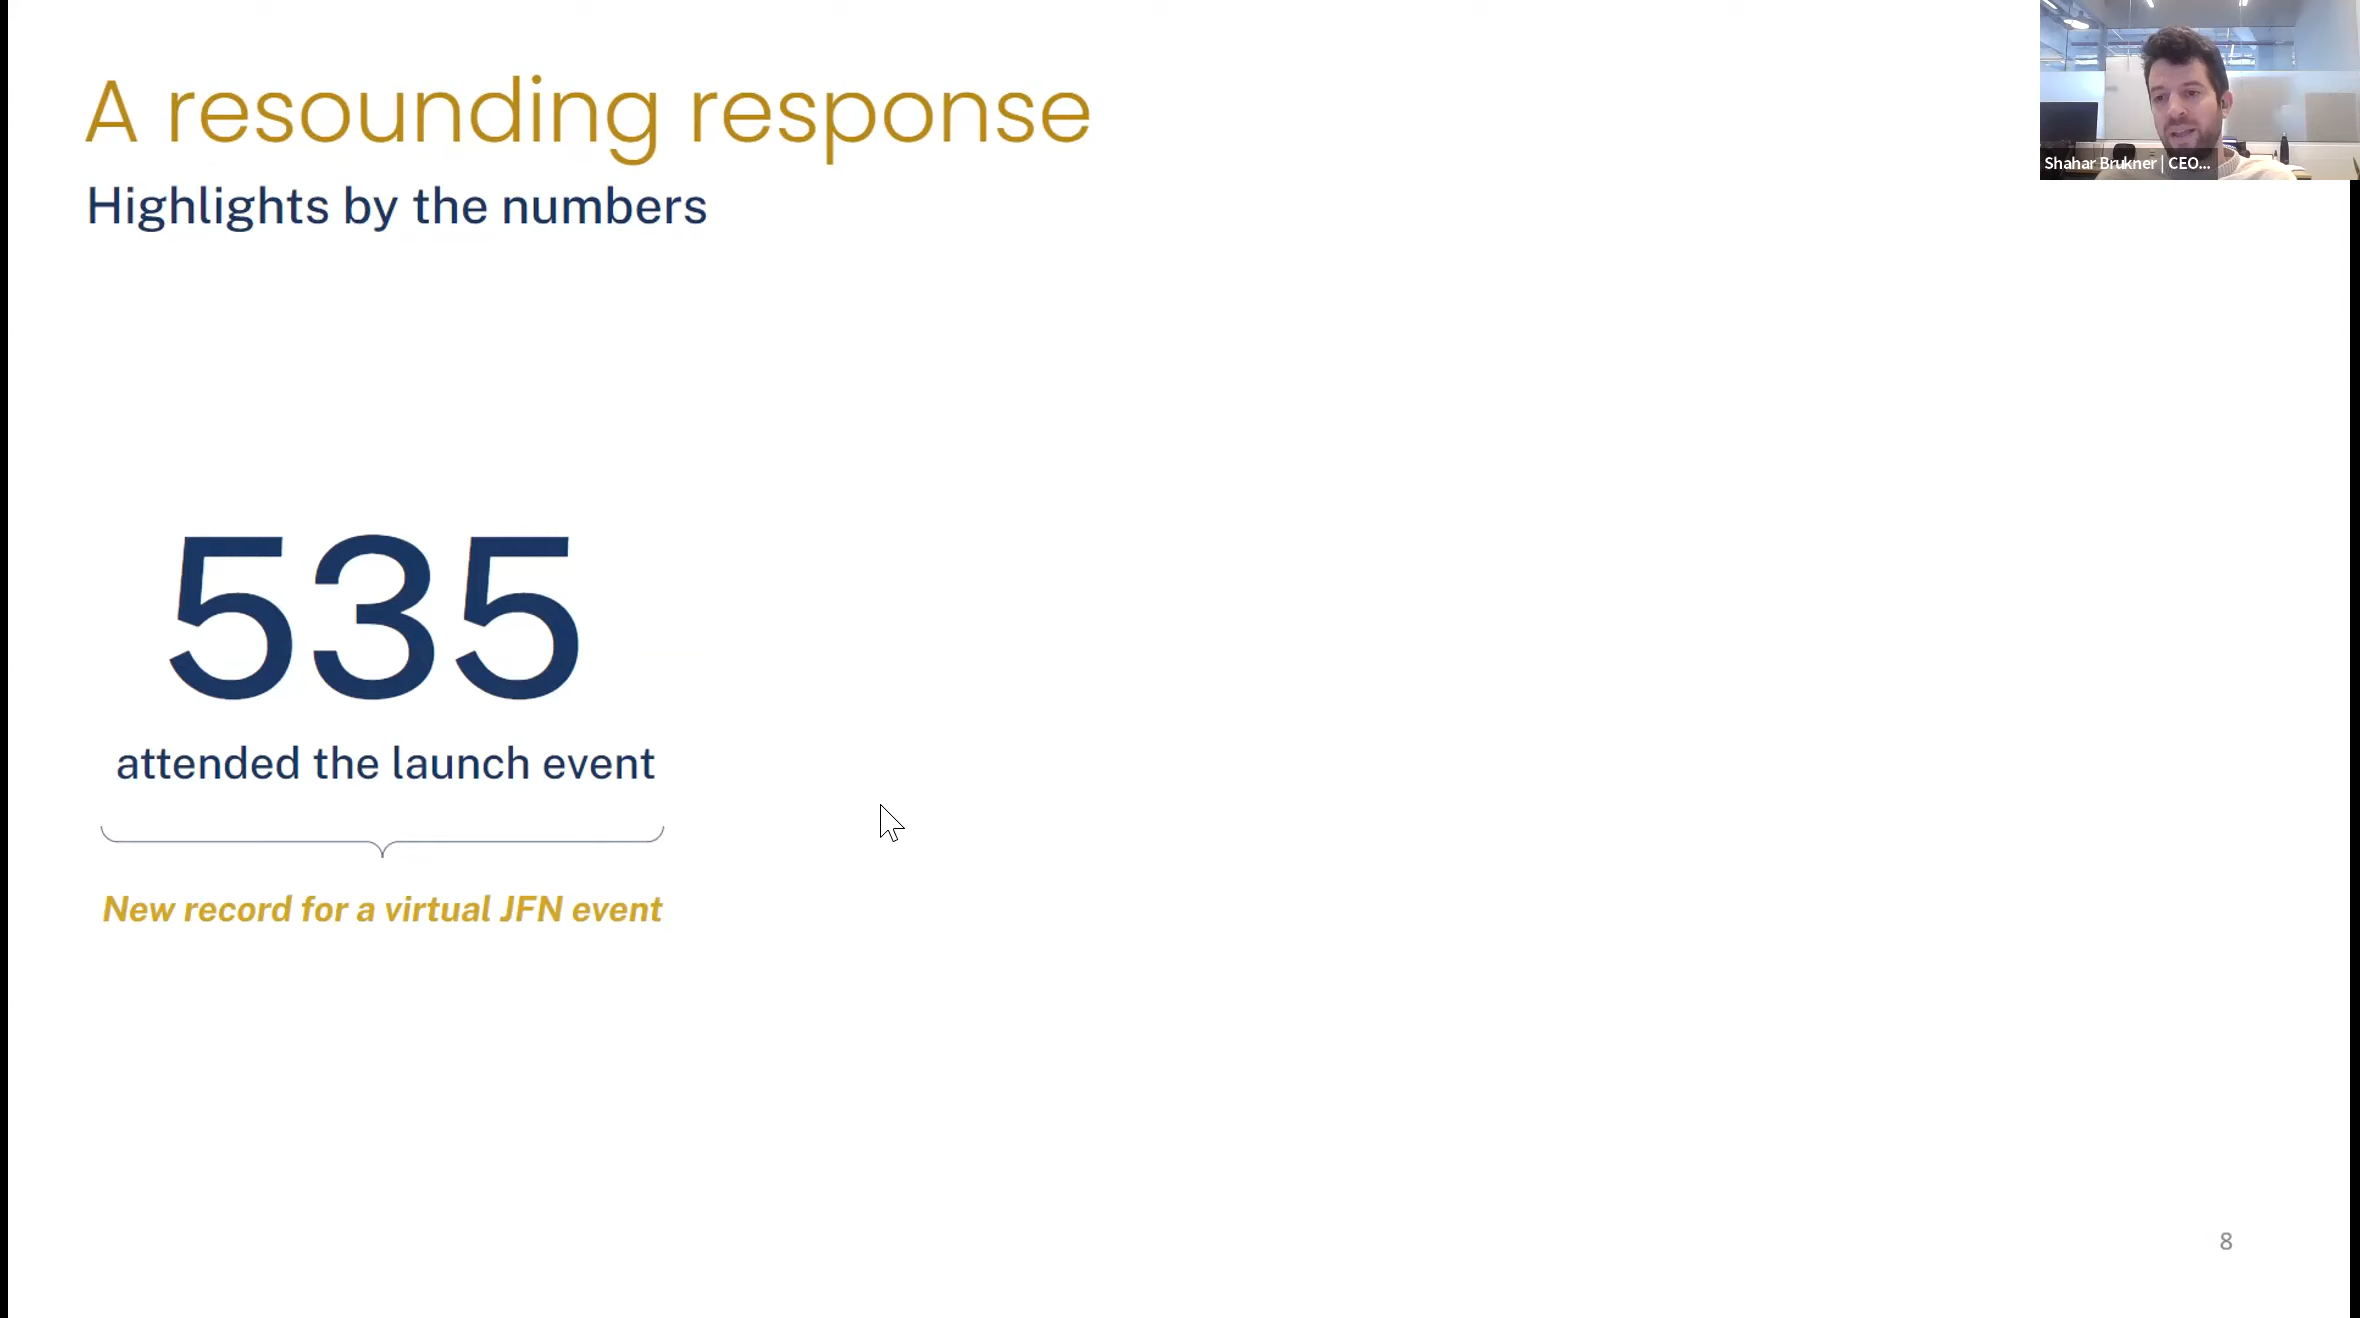 A resounding response
Highlights by the numbers
Shahar Brukner | CEO...
535
attended the launch event
New record for a virtual JFN event
8